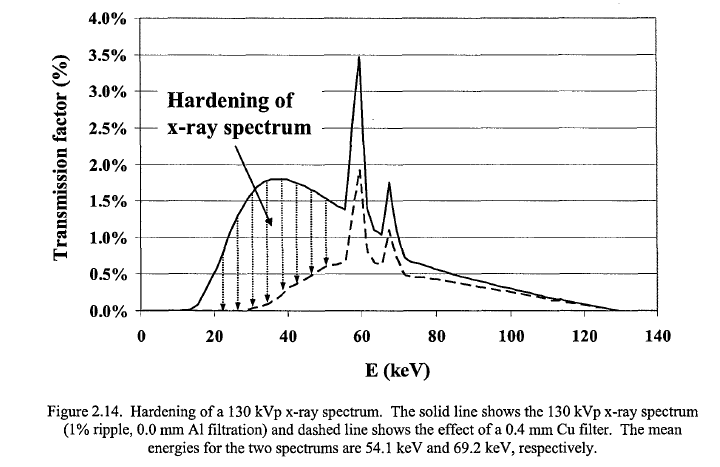 4.0%
3.5%
3.0%
2.5%
2.0%
1.5%
1.0%
0.5%
0.0%
Transmission factor (%)
Hardening of
x-ray spectrum
0 20 40 60 80 100 120 140
E (keV)
Figure 2.14. Hardening of a 130 kVp x-ray spectrum. The solid line shows the 130 kVp x-ray spectrum
(1% ripple, 0.0 mm Al filtration) and dashed line shows the effect of a 0.4 mm Cu filter. The mean
energies for the two spectrums are 54.1 keV and 69.2 keV, respectively.